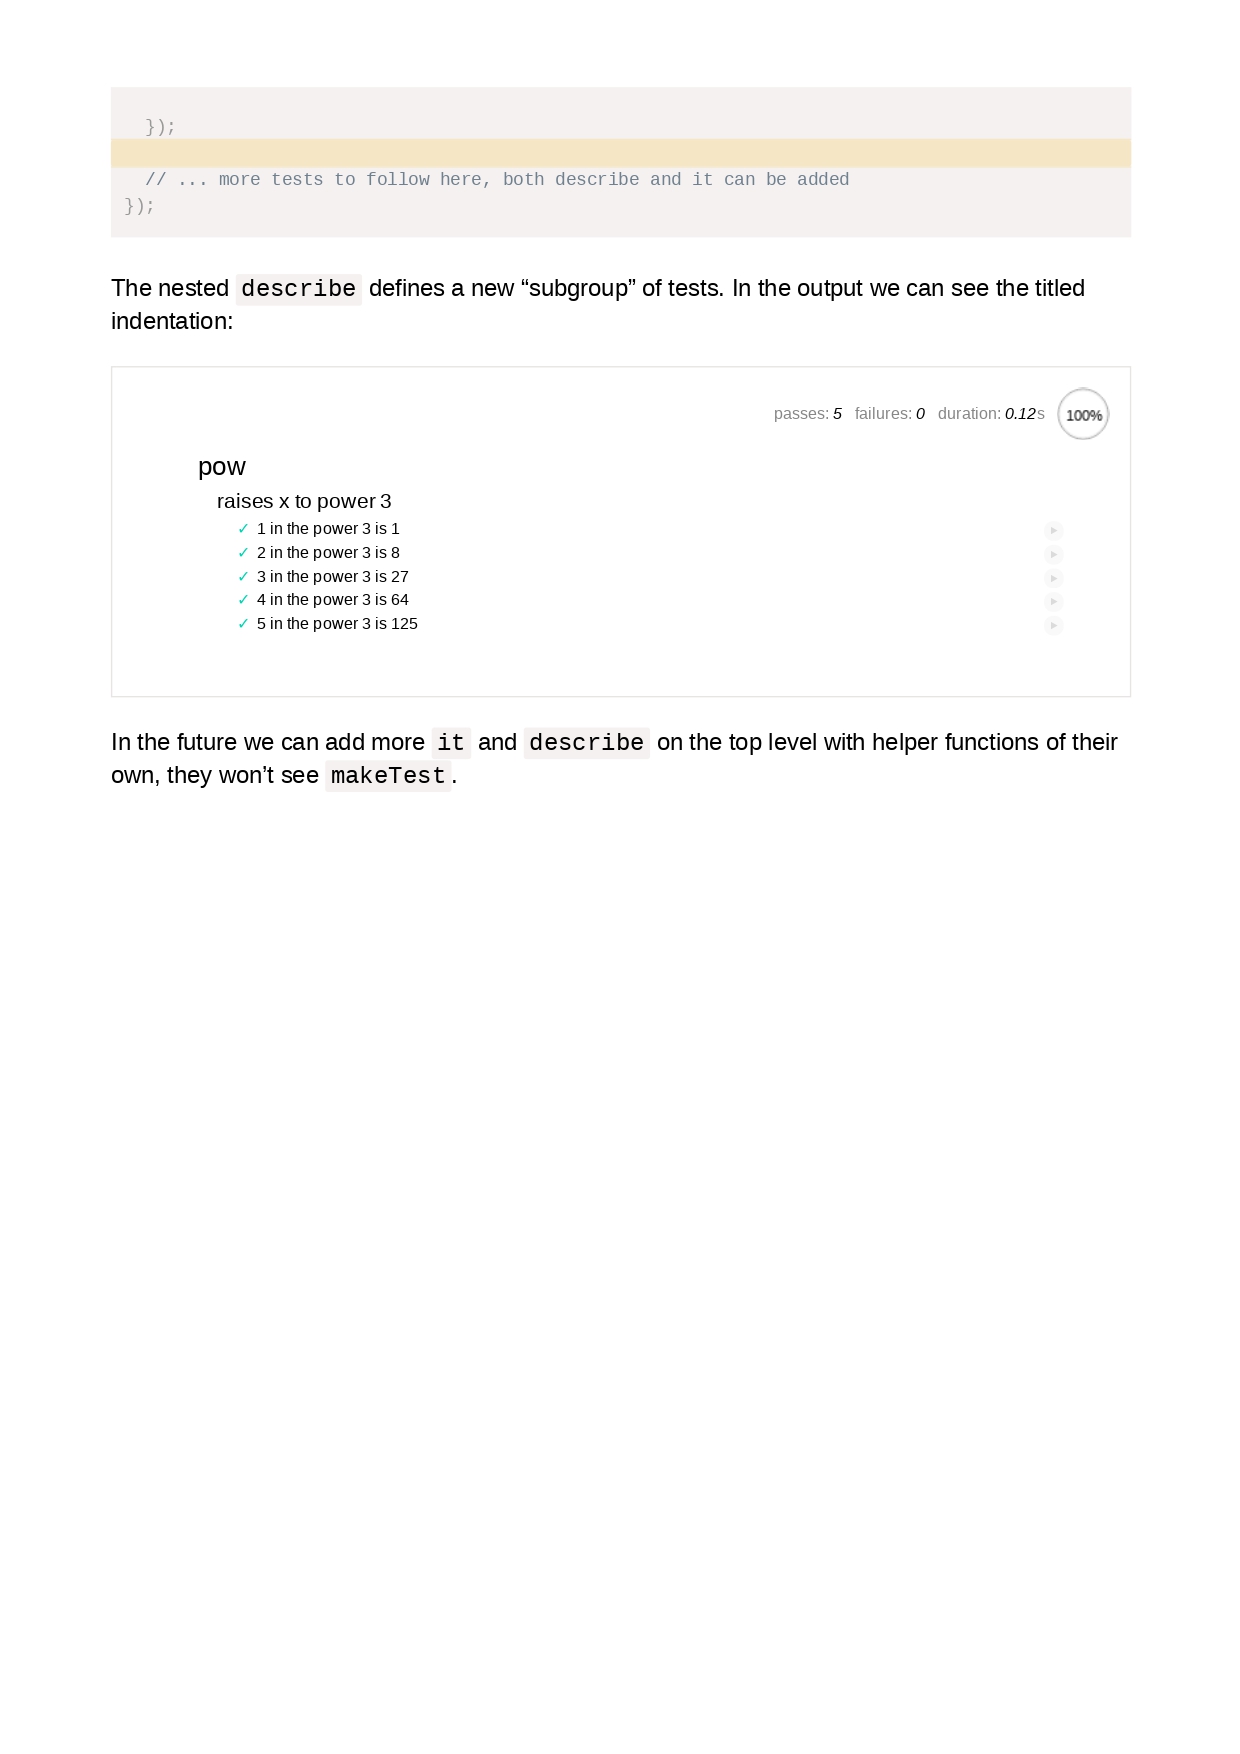 });
// ... more tests to follow here, both describe and it can be added
});
The nested describe defines a new “subgroup” of tests. In the output we can see the titled
indentation:
passes: 5 failures: 0 duration: 0.12s 100%
pow
raises x to power 3
✓ 1 in the power 3 is 1
✓ 2 in the power 3 is 8
✓ 3 in the power 3 is 27
✓ 4 in the power 3 is 64
✓ 5 in the power 3 is 125
In the future we can add more it and describe on the top level with helper functions of their
own, they won’t see makeTest.